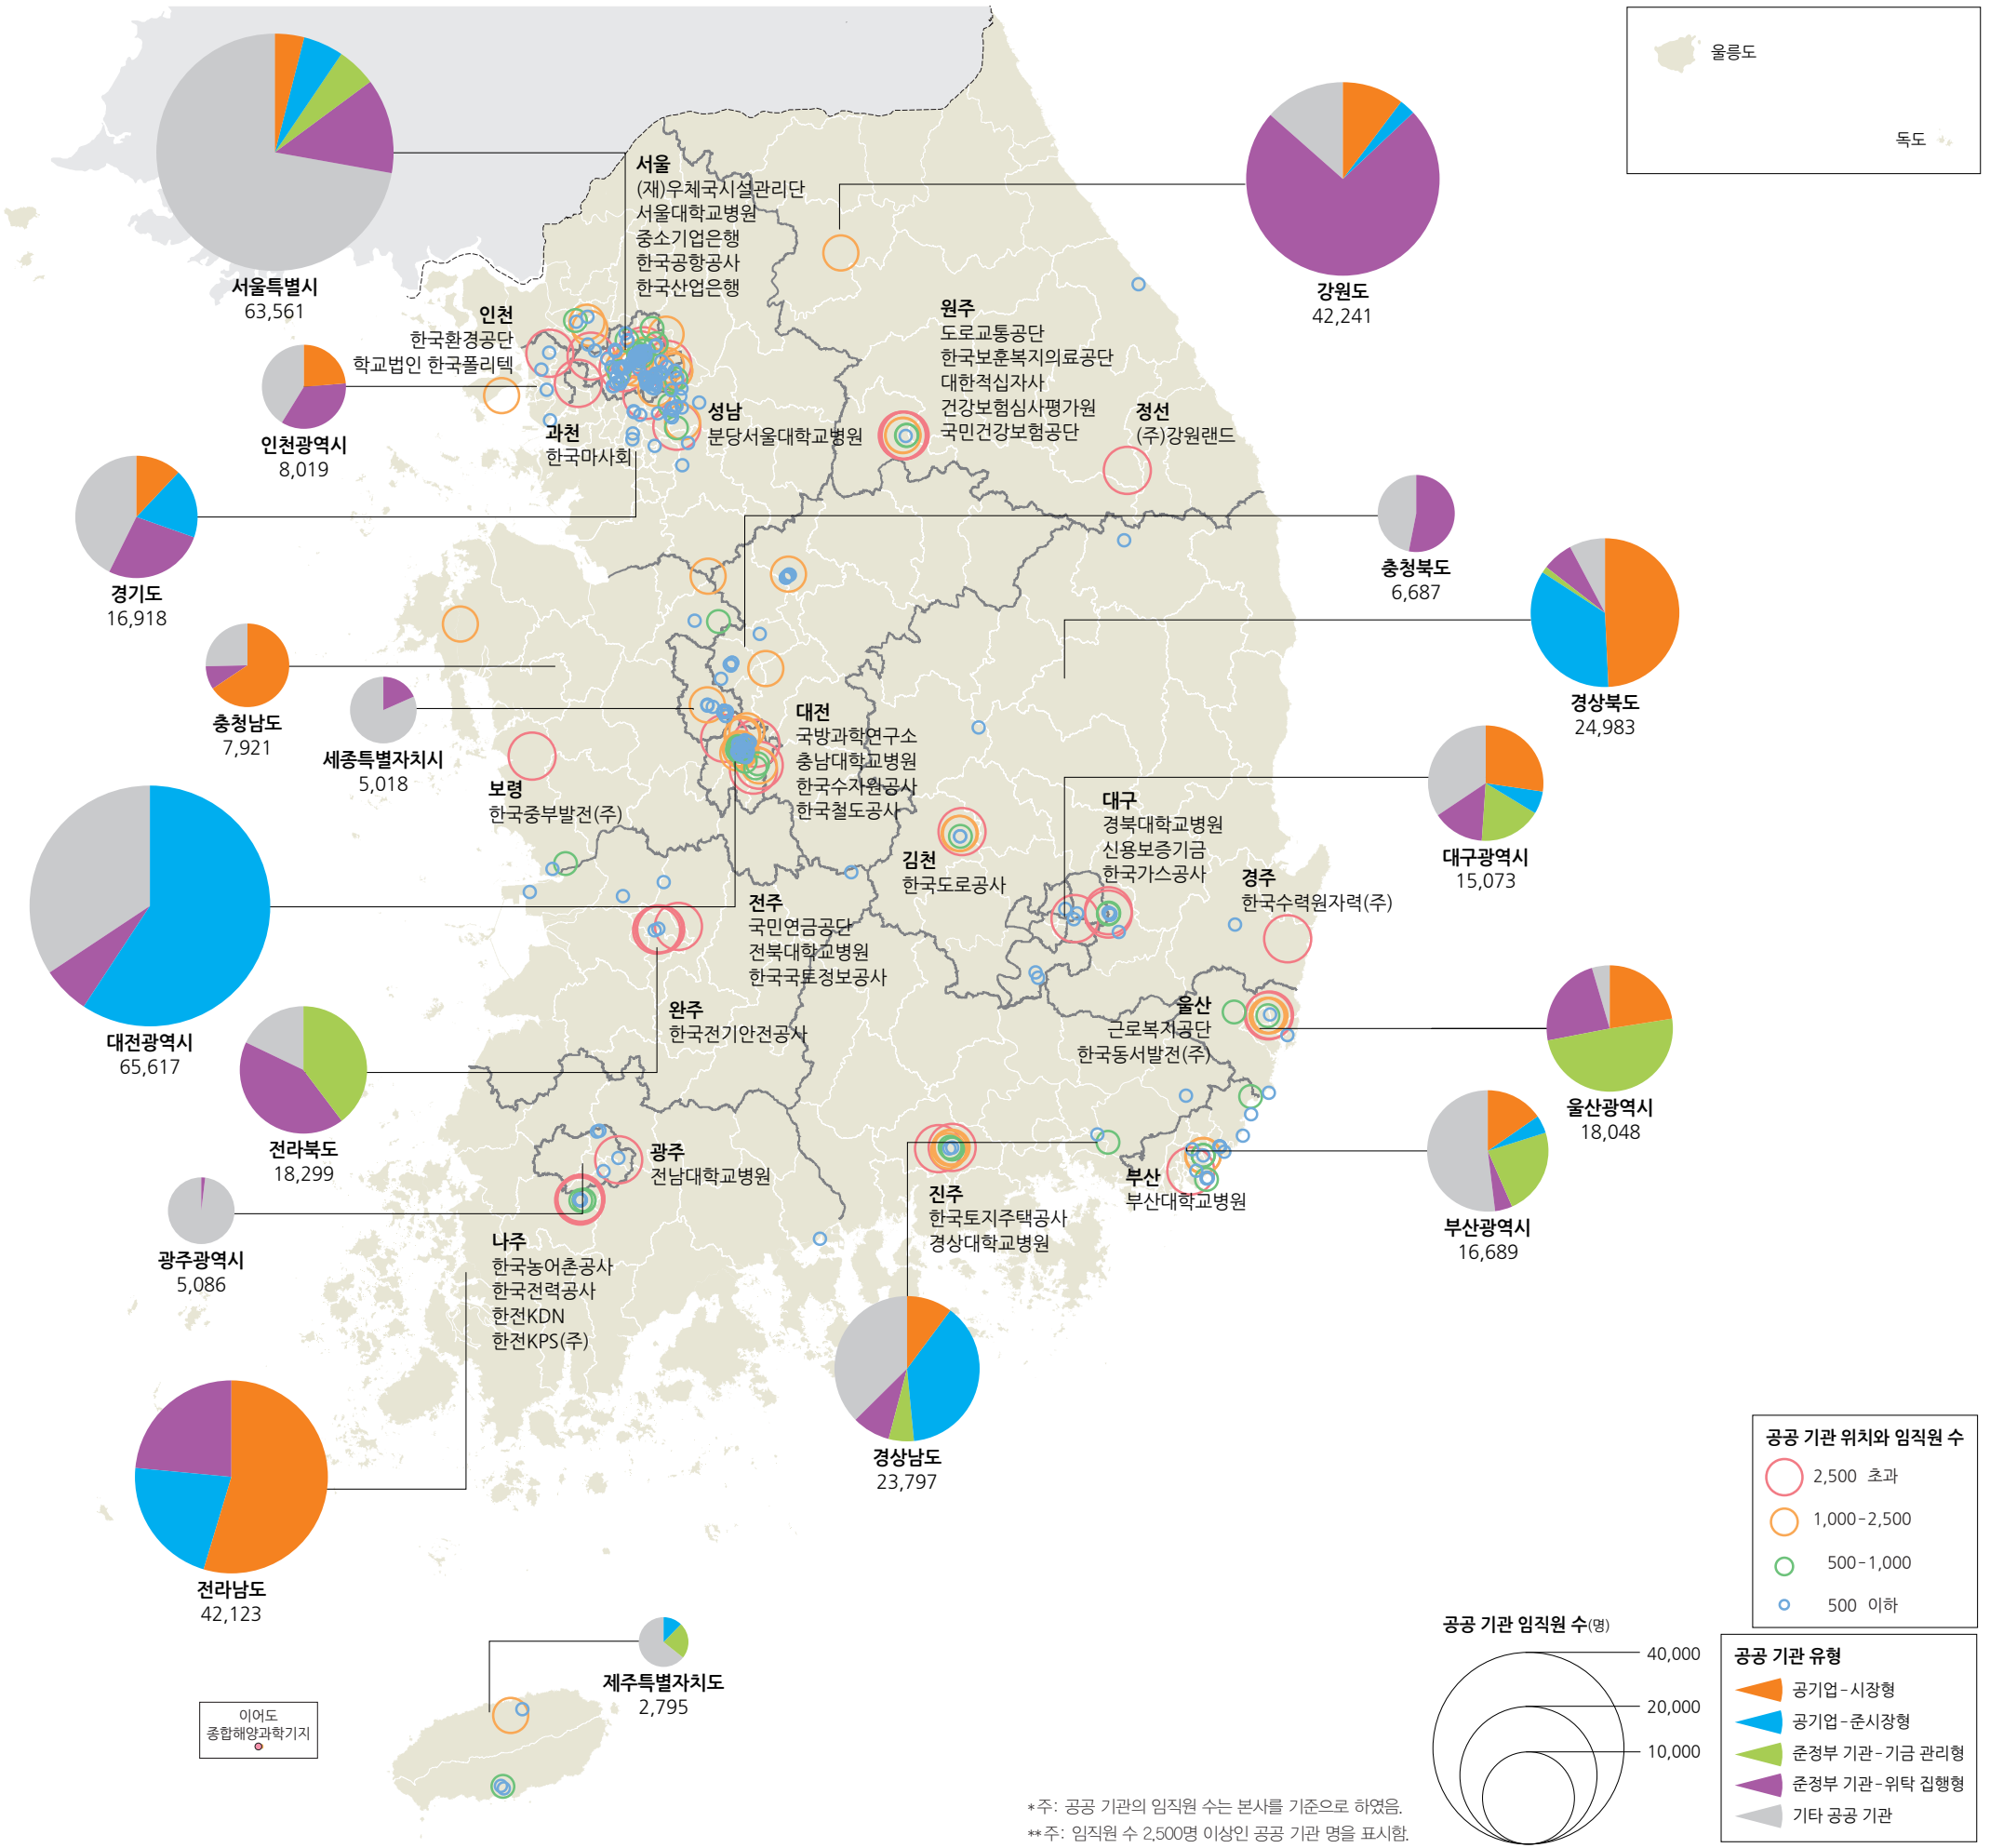 울릉도
독도
서울특별시
63,561
서울
(재)우체국시설관리단
서울대학교병원
중소기업은행
한국공항공사
한국산업은행
강원도
42,241
인천
한국환경공단
학교법인 한국폴리텍
인천광역시
8,019
원주
도로교통공단
한국보훈복지의료공단
대한적십자사
건강보험심사평가원
국민건강보험공단
정선
(주)강원랜드
성남
분당서울대학교병원
과천
한국마사회
경기도
16,918
충청북도
6,687
경상북도
24,983
충청남도
7,921
세종특별자치시
5,018
대전
국방과학연구소
충남대학교병원
한국수자원공사
한국철도공사
보령
한국중부발전(주)
대구
경북대학교병원
신용보증기금
한국가스공사
대구광역시
15,073
김천
한국도로공사
경주
한국수력원자력(주)
대전광역시
65,617
전주
국민연금공단
전북대학교병원
한국국토정보공사
완주
한국전기안전공사
울산
근로복지공단
한국동서발전(주)
울산광역시
18,048
전라북도
18,299
광주
전남대학교병원
부산
부산대학교병원
부산광역시
16,689
진주
한국토지주택공사
경상대학교병원
광주광역시
5,086
나주
한국농어촌공사
한국전력공사
한전KDN
한전KPS(주)
경상남도
23,797
전라남도
42,123
제주특별자치도
2,795
이어도
종합해양과학기지
공공 기관 위치와 임직원 수
2,500 초과
1,000-2,500
500-1,000
500 이하
공공 기관 임직원 수(명)
40,000
20,000
10,000
공공 기관 유형
공기업-시장형
공기업-준시장형
준정부 기관-기금 관리형
준정부 기관-위탁 집행형
기타 공공 기관
*주: 공공 기관의 임직원 수는 본사를 기준으로 하였음.
**주: 임직원 수 2,500명 이상인 공공 기관 명을 표시함.